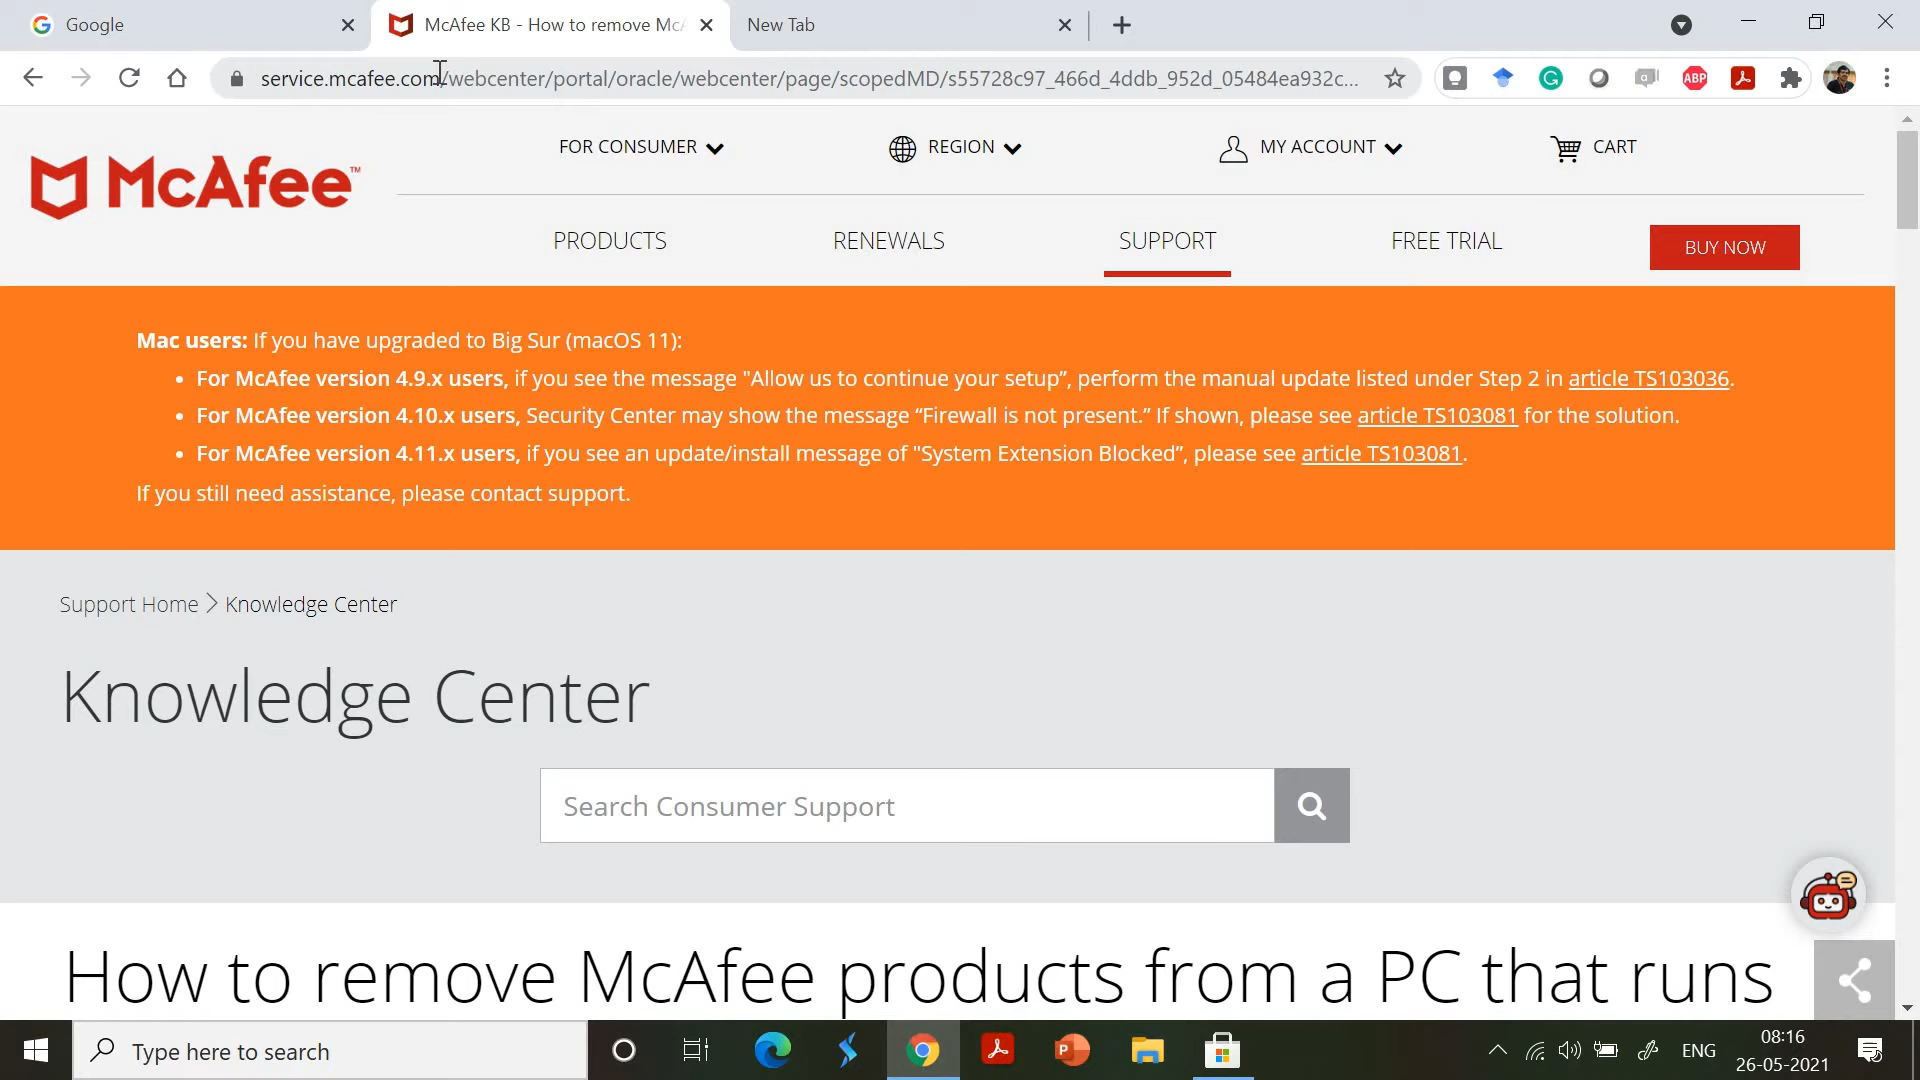 Google
McAfee KB - How to remove McA
New Tab
service.mcafee.com/webcenter/portal/oracle/webcenter/page/scopedMD/s55728c97_466d_4ddb_952d_05484ea932c...
ABP
FOR CONSUMER
REGION
MY ACCOUNT
CART
McAfee™
PRODUCTS
RENEWALS
SUPPORT
FREE TRIAL
BUY NOW
Mac users: If you have upgraded to Big Sur (macOS 11):
• For McAfee version 4.9.x users, if you see the message "Allow us to continue your setup”, perform the manual update listed under Step 2 in article TS103036.
• For McAfee version 4.10.x users, Security Center may show the message “Firewall is not present.” If shown, please see article TS103081 for the solution.
• For McAfee version 4.11.x users, if you see an update/install message of "System Extension Blocked”, please see article TS103081.
If you still need assistance, please contact support.
Support Home > Knowledge Center
Knowledge Center
Search Consumer Support
How to remove McAfee products from a PC that runs
Type here to search
ENG
08:16
26-05-2021